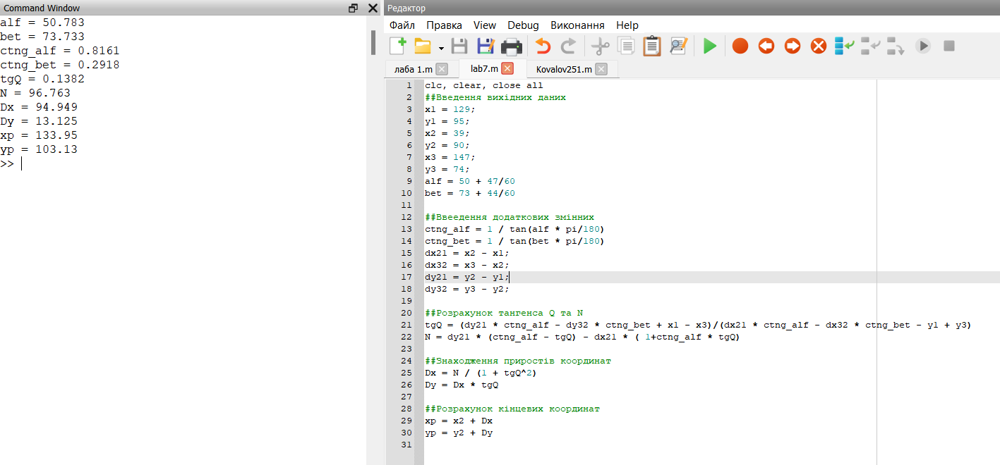 Command Window
alf = 50.783
bet = 73.733
ctng_alf = 0.8161
ctng_bet = 0.2918
tgQ = 0.1382
N = 96.763
Dx = 94.949
Dy = 13.125
xp = 133.95
yp = 103.13
>>
Редактор
Файл Правка View Debug Виконання Help
лаба 1.m lab7.m Kovalov251.m
1 clc, clear, close all
2 ##Введення вихідних даних
3 x1 = 129;
4 y1 = 95;
5 x2 = 39;
6 y2 = 90;
7 x3 = 147;
8 y3 = 74;
9 alf = 50 + 47/60
10 bet = 73 + 44/60
11
12 ##Ввеедення додаткових змінних
13 ctng_alf = 1 / tan(alf * pi/180)
14 ctng_bet = 1 / tan(bet * pi/180)
15 dx21 = x2 - x1;
16 dx32 = x3 - x2;
17 dy21 = y2 - y1;
18 dy32 = y3 - y2;
19
20 ##Розрахунок тангенса Q та N
21 tgQ = (dy21 * ctng_alf - dy32 * ctng_bet + x1 - x3)/(dx21 * ctng_alf - dx32 * ctng_bet - y1 + y3)
22 N = dy21 * (ctng_alf - tgQ) - dx21 * ( 1+ctng_alf * tgQ)
23
24 ##Знаходження приростів координат
25 Dx = N / (1 + tgQ^2)
26 Dy = Dx * tgQ
27
28 ##Розрахунок кінцевих координат
29 xp = x2 + Dx
30 yp = y2 + Dy
31